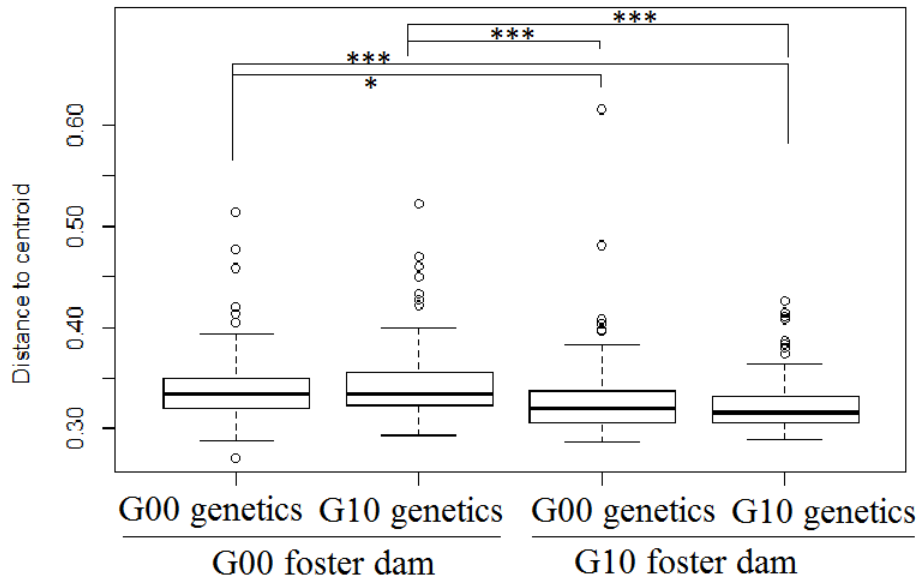 ***
***
***
*
0.60
0.50
0.40
0.30
Distance to centroid
G00 genetics G10 genetics G00 genetics G10 genetics
G00 foster dam G10 foster dam